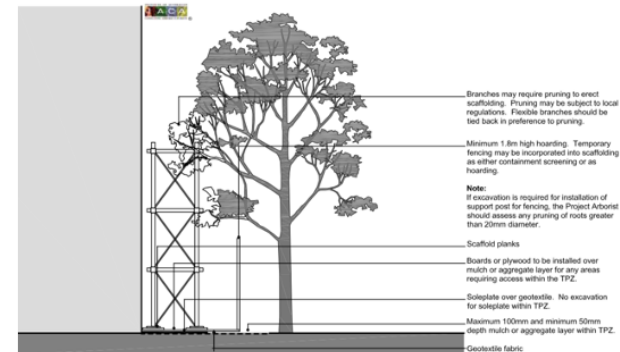 Branches may require pruning to erect
scaffolding. Pruning may be subject to local
regulations. Flexible branches should be
tied back in preference to pruning.
Minimum 1.8m high hoarding. Temporary
fencing may be incorporated into scaffolding
as either containment screening or as
hoarding.
Note:
If excavation is required for installation of
support post for fencing, the Project Arborist
should assess any pruning of roots greater
than 20mm diameter.
Scaffold planks
Boards or plywood to be installed over
mulch or aggregate layer for any areas
requiring access within the TPZ.
Soleplate over geotextile. No excavation
for soleplate within TPZ.
Maximum 100mm and minimum 50mm
depth mulch or aggregate layer within TPZ.
Geotextile fabric